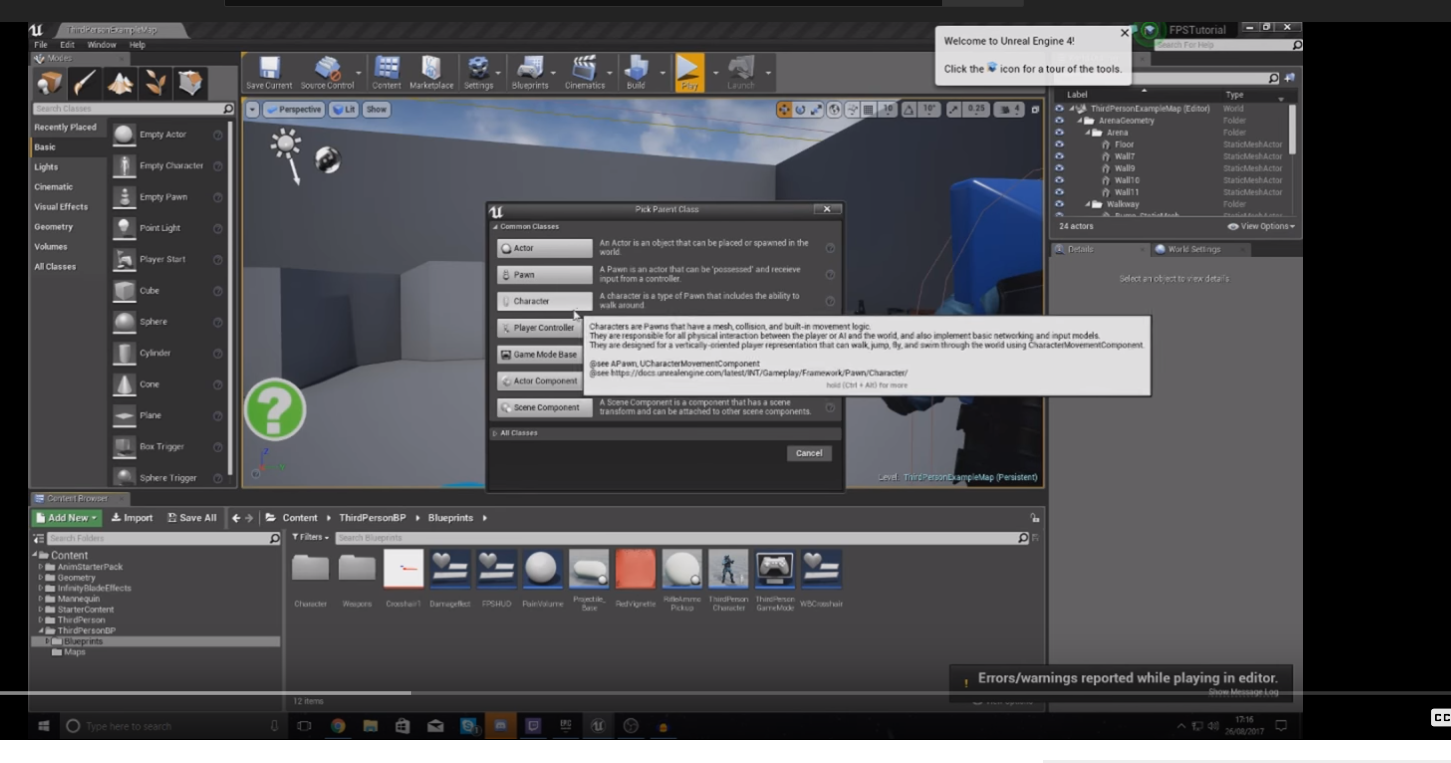 ThirdPersonExampleMap
FPSTutorial
File Edit Window Help
Search For Help
Modes
Save Current Source Control Content Marketplace Settings Blueprints Cinematics Build Play Launch
Welcome to Unreal Engine 4!
Click the icon for a tour of the tools.
Search Classes
Recently Placed
Basic
Lights
Cinematic
Visual Effects
Geometry
Volumes
All Classes
Empty Actor
Empty Character
Empty Pawn
Point Light
Player Start
Cube
Sphere
Cylinder
Cone
Plane
Box Trigger
Sphere Trigger
Perspective Lit Show
10 10° 0.25 4
Label Type
ThirdPersonExampleMap (Editor) World
ArenaGeometry Folder
Arena Folder
Floor StaticMeshActor
Wall7 StaticMeshActor
Wall9 StaticMeshActor
Wall10 StaticMeshActor
Wall11 StaticMeshActor
Walkway Folder
24 actors View Options
Details World Settings
Select an object to view details
Pick Parent Class
Common Classes
Actor
An Actor is an object that can be placed or spawned in the
world.
Pawn
A Pawn is an actor that can be 'possessed' and receieve
input from a controller.
Character
A character is a type of Pawn that includes the ability to
walk around.
Player Controller
Game Mode Base
Actor Component
Characters are Pawns that have a mesh, collision, and built-in movement logic.
They are responsible for all physical interaction between the player or AI and the world, and also implement basic networking and input models.
They are designed for a vertically-oriented player representation that can walk, jump, fly, and swim through the world using CharacterMovementComponent.
@see APawn, UCharacterMovementComponent
@see https://docs.unrealengine.com/latest/INT/Gameplay/Framework/Pawn/Character/
hold (Ctrl + Alt) for more
Scene Component
A Scene Component is a component that has a scene
transform and can be attached to other scene components.
All Classes
Cancel
Level: ThirdPersonExampleMap (Persistent)
Content Browser
Add New Import Save All Content ThirdPersonBP Blueprints
Search Folders
Filters Search Blueprints
Content
AnimStarterPack
Geometry
InfinityBladeEffects
Mannequin
StarterContent
ThirdPerson
ThirdPersonBP
Blueprints
Maps
Character Weapons Crosshair1 Damageffect FPSHUD PainVolume Projectile_ Base RedVignette RifleAmmo Pickup ThirdPerson Character ThirdPerson GameMode WBCrosshair
12 items
View Options
Errors/warnings reported while playing in editor.
Show Message Log
Type here to search
17:16
26/08/2017
CC